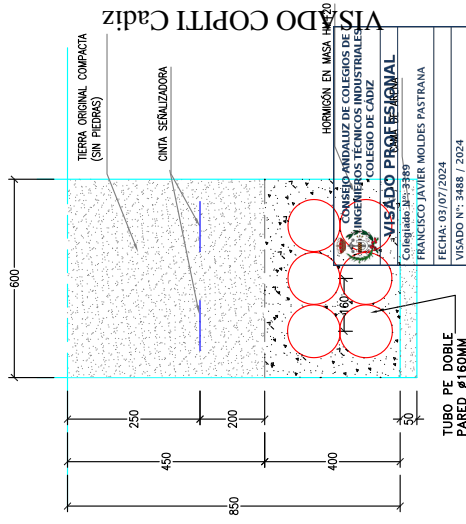 VISADO COPITI Cadiz
TIERRA ORIGINAL COMPACTA
(SIN PIEDRAS)
CINTA SEÑALIZADORA
HORMIGÓN EN MASA HM-20
CAMA DE ARENA
CONSEJO ANDALUZ DE COLEGIOS DE
INGENIEROS TÉCNICOS INDUSTRIALES
COLEGIO DE CÁDIZ
VISADO PROFESIONAL
Colegiado Nº: 3389
FRANCISCO JAVIER MOLDES PASTRANA
FECHA: 03/07/2024
VISADO Nº: 3488 / 2024
600
160
250
200
450
400
50
850
TUBO PE DOBLE
PARED Ø160MM